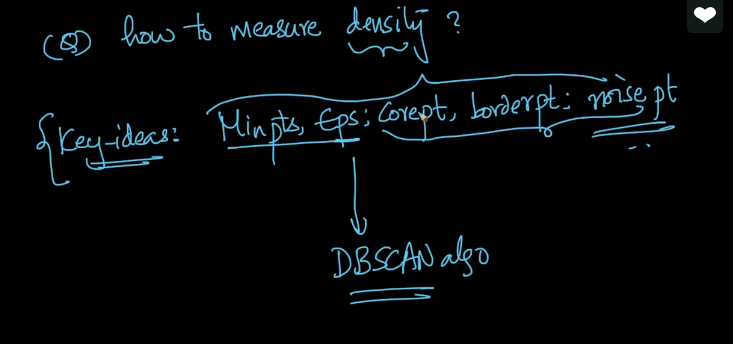 (Q) how to measure density ?
Key-ideas: Minpts, Eps; Corept, borderpt; noise pt
DBSCAN algo